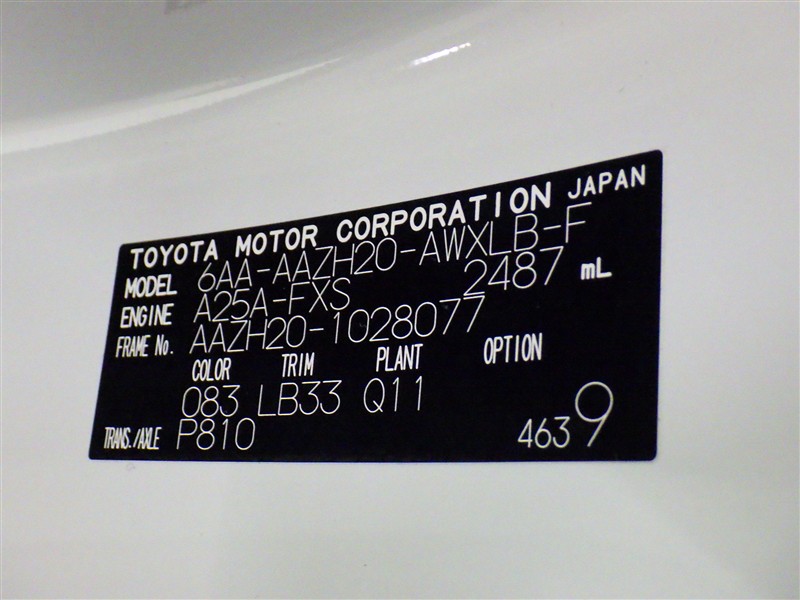 TOYOTA MOTOR CORPORATION JAPAN
MODEL 6AA-AAZH20-AWXLB-F
ENGINE A25A-FXS 2487 mL
FRAME No. AAZH20-1028077
COLOR TRIM PLANT OPTION
083 LB33 Q11
TRANS./AXLE P810 4639